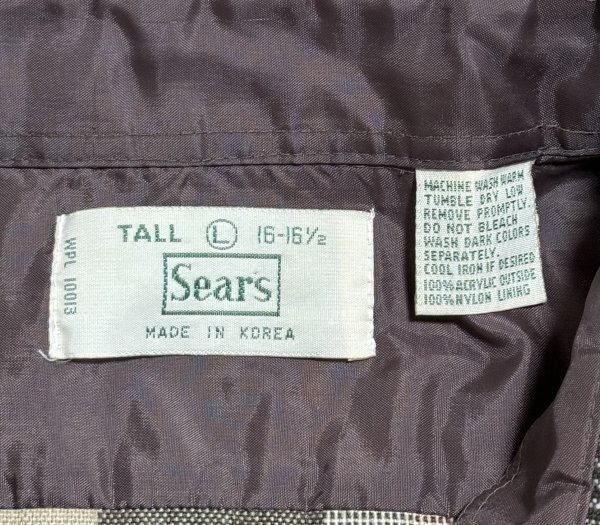 TALL L 16-16½
Sears
MADE IN KOREA
WPL 10013
MACHINE WASH WARM
TUMBLE DRY LOW
REMOVE PROMPTLY.
DO NOT BLEACH
WASH DARK COLORS
SEPARATELY.
COOL IRON IF DESIRED
100% ACRYLIC OUTSIDE
100% NYLON LINING